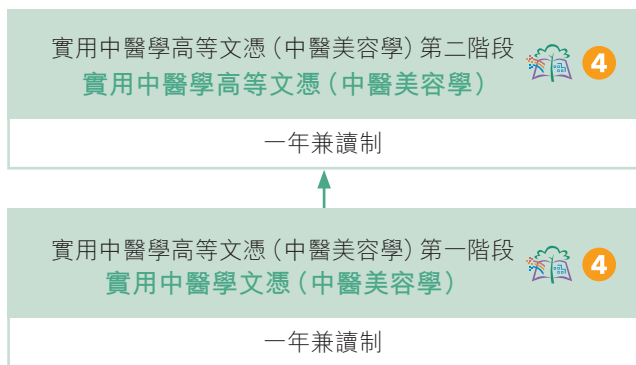 實用中醫學高等文憑（中醫美容學）第二階段
實用中醫學高等文憑（中醫美容學）
4
一年兼讀制
實用中醫學高等文憑（中醫美容學）第一階段
實用中醫學文憑（中醫美容學）
4
一年兼讀制